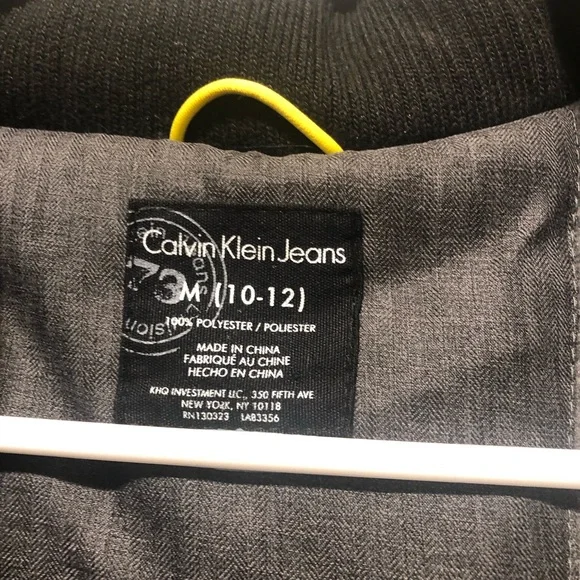 Calvin Klein Jeans
73
M (10-12)
100% POLYESTER / POLIESTER
MADE IN CHINA
FABRIQUÉ AU CHINE
HECHO EN CHINA
KHQ INVESTMENT LLC., 350 FIFTH AVE
NEW YORK, NY 10118
RN130323 LAB3356